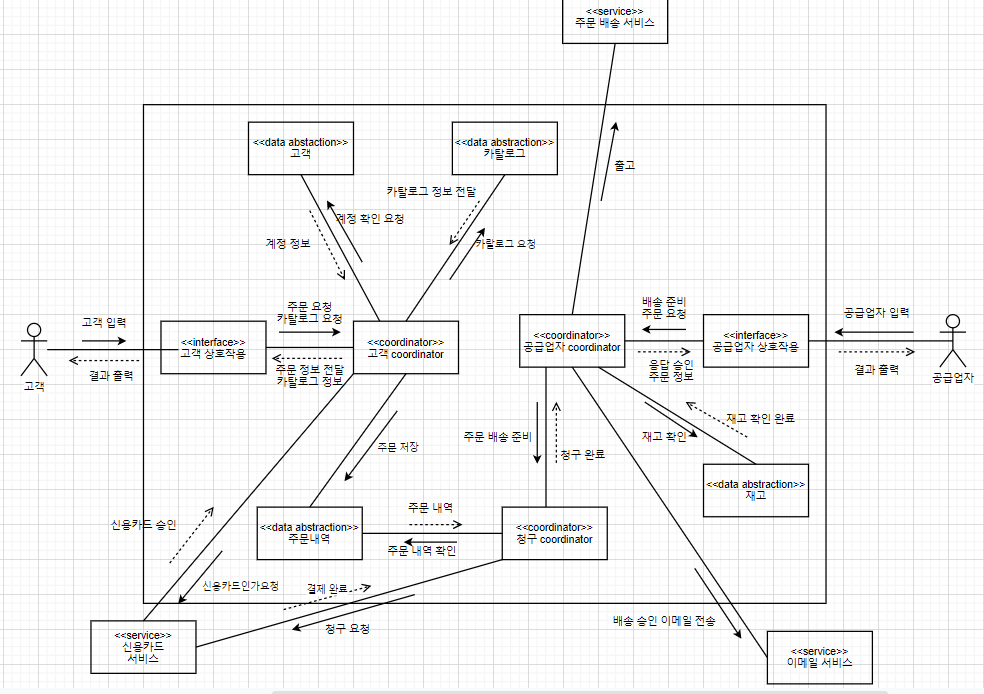 <<service>>
주문 배송 서비스
<<data abstaction>>
고객
<<data abstraction>>
카탈로그
출고
카탈로그 정보 전달
계정 확인 요청
계정 정보
카탈로그 요청
고객 입력
결과 출력
고객
<<interface>>
고객 상호작용
주문 요청
카탈로그 요청
주문 정보 전달
카탈로그 정보
<<coordinator>>
고객 coordinator
<<coordinator>>
공급업자 coordinator
배송 준비
주문 요청
응답 승인
주문 정보
<<interface>>
공급업자 상호작용
공급업자 입력
결과 출력
공급업자
주문 저장
주문 배송 준비
청구 완료
재고 확인 완료
재고 확인
<<data abstraction>>
재고
신용카드 승인
<<data abstraction>>
주문내역
주문 내역
주문 내역 확인
<<coordinator>>
청구 coordinator
신용카드인가요청
결제 완료
청구 요청
배송 승인 이메일 전송
<<service>>
신용카드
서비스
<<service>>
이메일 서비스